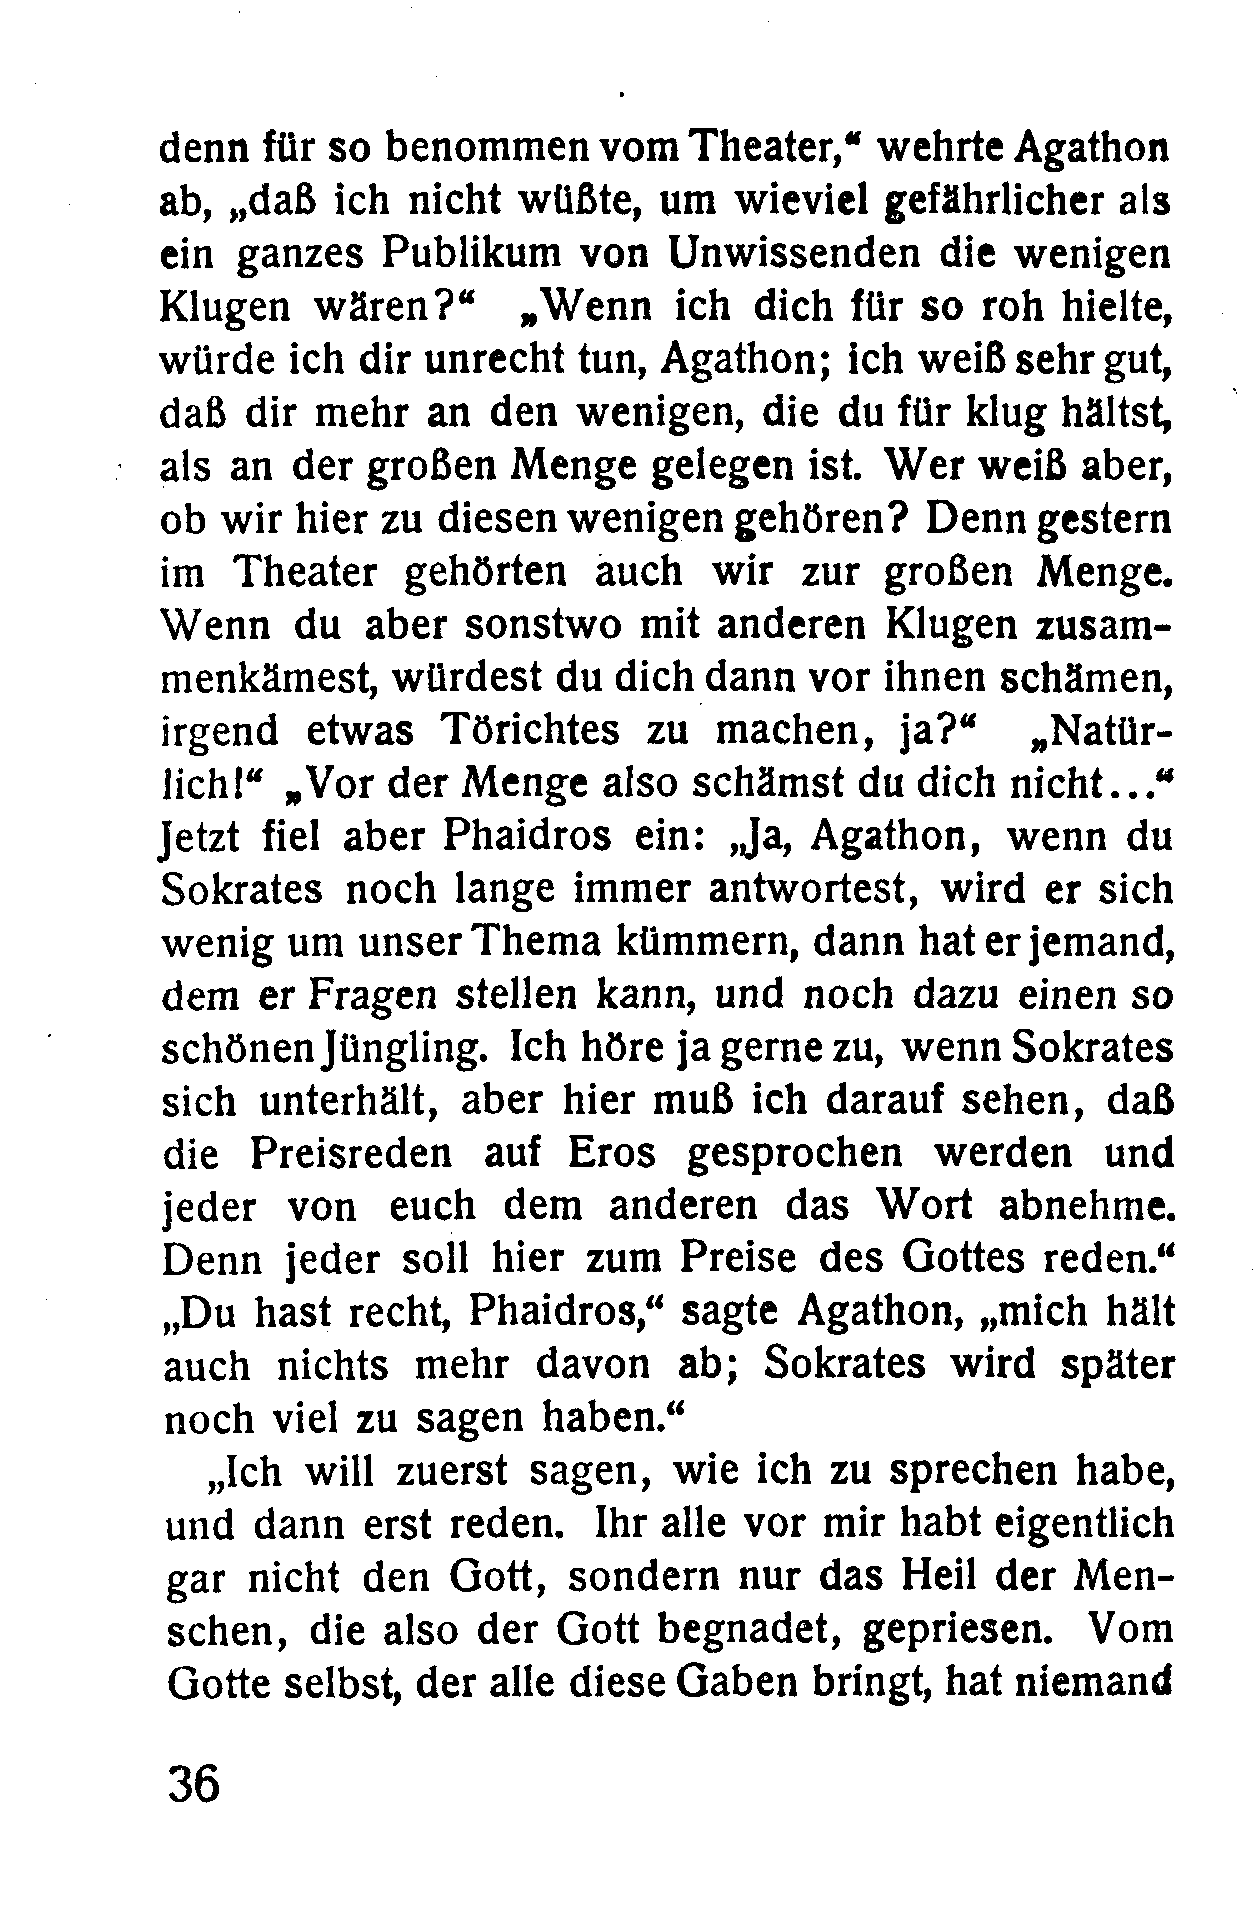 denn für so benommen vom Theater,“ wehrte Agathon
ab, „daß ich nicht wüßte, um wieviel gefährlicher als
ein ganzes Publikum von Unwissenden die wenigen
Klugen wären?“ „Wenn ich dich für so roh hielte,
würde ich dir unrecht tun, Agathon; ich weiß sehr gut,
daß dir mehr an den wenigen, die du für klug hältst,
als an der großen Menge gelegen ist. Wer weiß aber,
ob wir hier zu diesen wenigen gehören? Denn gestern
im Theater gehörten auch wir zur großen Menge.
Wenn du aber sonstwo mit anderen Klugen zusam-
menkämest, würdest du dich dann vor ihnen schämen,
irgend etwas Törichtes zu machen, ja?“ „Natür-
lich!“ „Vor der Menge also schämst du dich nicht...“
Jetzt fiel aber Phaidros ein: „Ja, Agathon, wenn du
Sokrates noch lange immer antwortest, wird er sich
wenig um unser Thema kümmern, dann hat er jemand,
dem er Fragen stellen kann, und noch dazu einen so
schönen Jüngling. Ich höre ja gerne zu, wenn Sokrates
sich unterhält, aber hier muß ich darauf sehen, daß
die Preisreden auf Eros gesprochen werden und
jeder von euch dem anderen das Wort abnehme.
Denn jeder soll hier zum Preise des Gottes reden.“
„Du hast recht, Phaidros,“ sagte Agathon, „mich hält
auch nichts mehr davon ab; Sokrates wird später
noch viel zu sagen haben.“
„Ich will zuerst sagen, wie ich zu sprechen habe,
und dann erst reden. Ihr alle vor mir habt eigentlich
gar nicht den Gott, sondern nur das Heil der Men-
schen, die also der Gott begnadet, gepriesen. Vom
Gotte selbst, der alle diese Gaben bringt, hat niemand
36